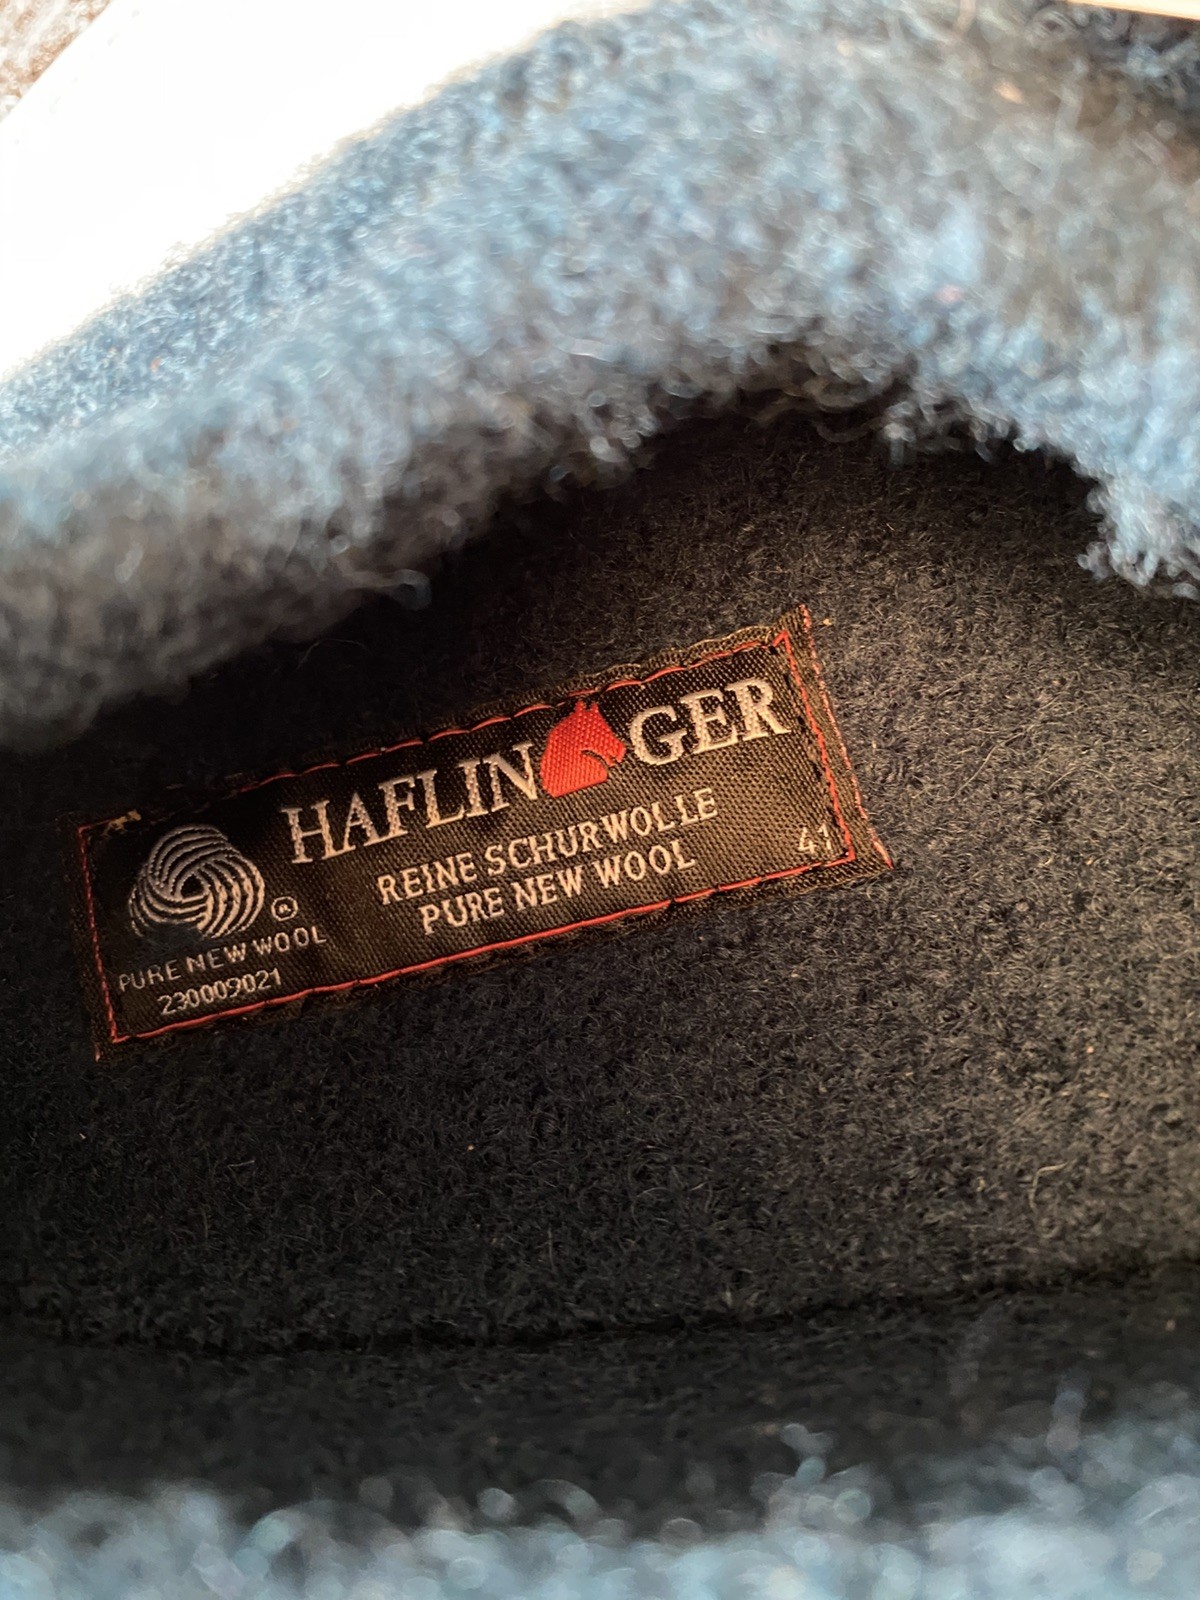 HAFLINGER
REINE SCHURWOLLE
PURE NEW WOOL
41
®
PURE NEW WOOL
230009021